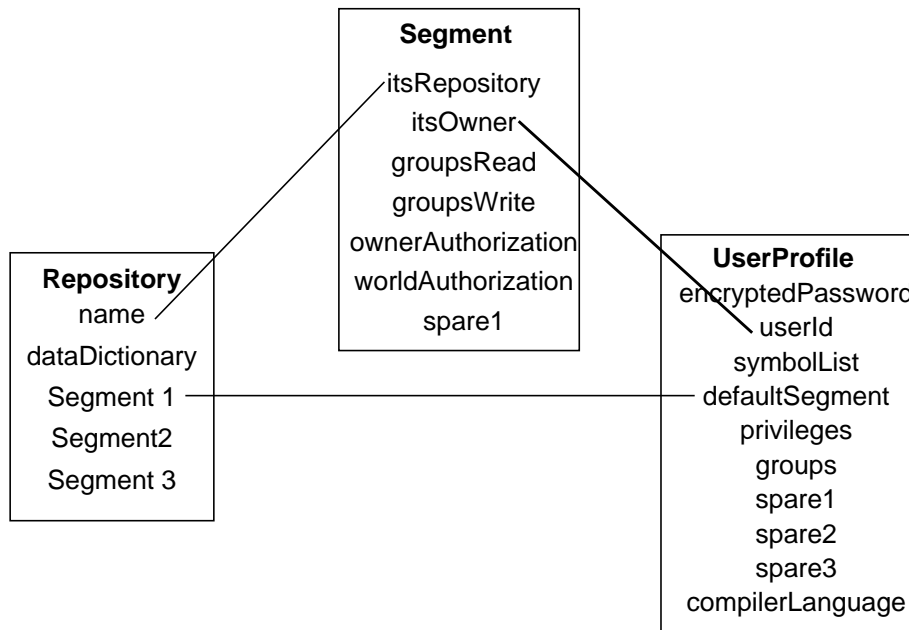 Segment
itsRepository
itsOwner
groupsRead
groupsWrite
ownerAuthorization
worldAuthorization
spare1
Repository
name
dataDictionary
Segment 1
Segment2
Segment 3
UserProfile
encryptedPassword
userId
symbolList
defaultSegment
privileges
groups
spare1
spare2
spare3
compilerLanguage